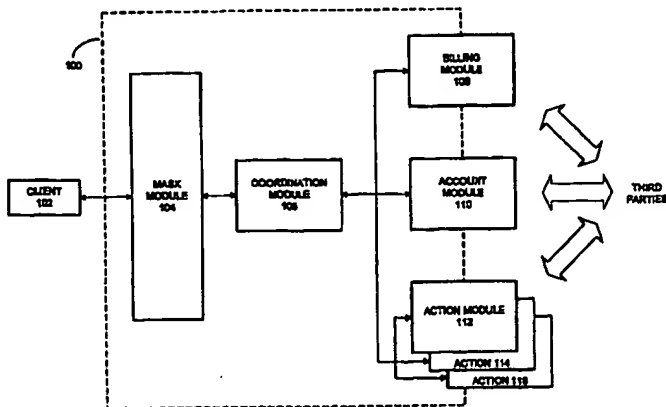 100
BILLING
MODULE
108
CLIENT
102
MASK
MODULE
104
COORDINATION
MODULE
106
ACCOUNT
MODULE
110
THIRD
PARTIES
ACTION MODULE
112
ACTION 114
ACTION 116